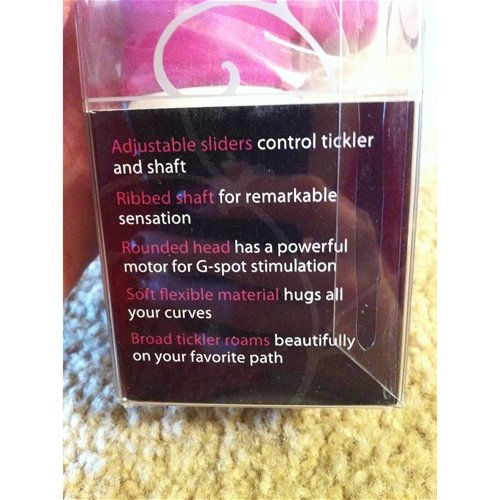 Adjustable sliders control tickler
and shaft
Ribbed shaft for remarkable
sensation
Rounded head has a powerful
motor for G-spot stimulation
Soft flexible material hugs all
your curves
Broad tickler roams beautifully
on your favorite path